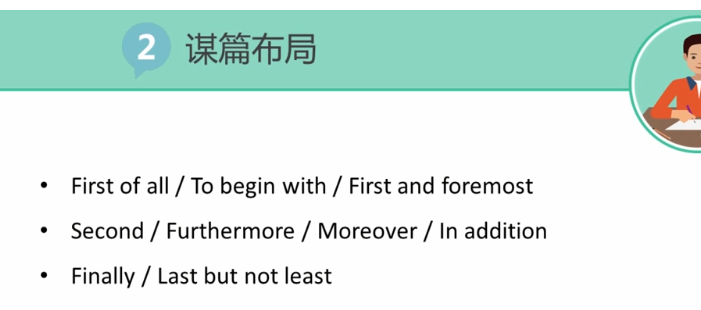 2 谋篇布局
• First of all / To begin with / First and foremost
• Second / Furthermore / Moreover / In addition
• Finally / Last but not least